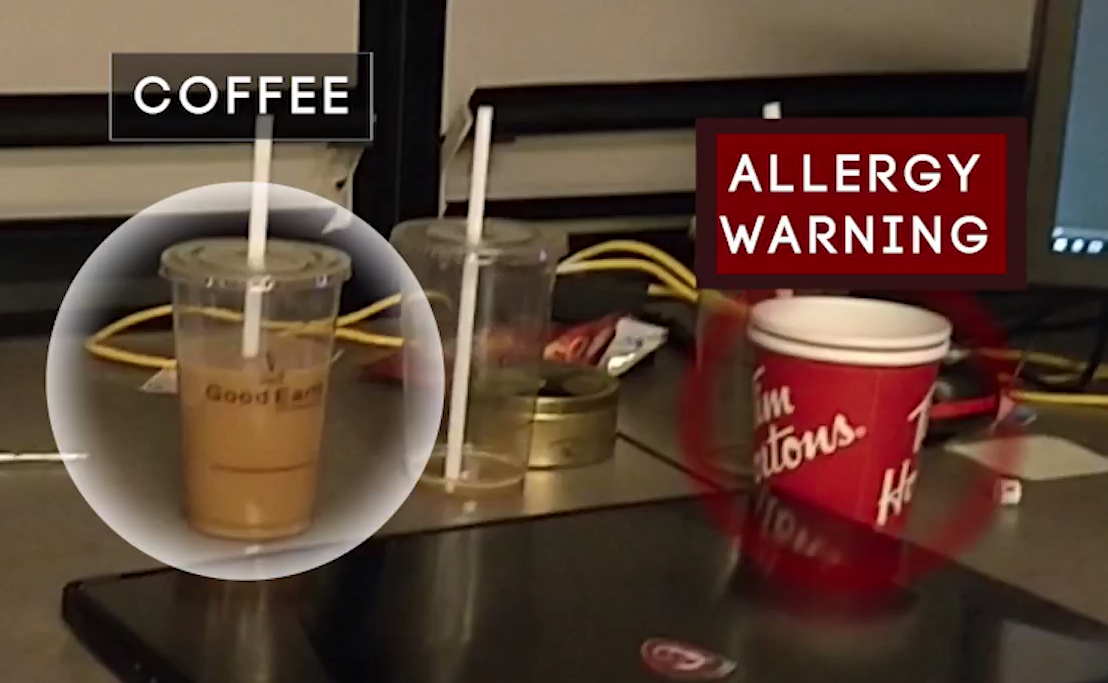 COFFEE
ALLERGY
WARNING
Good Earth
Tim
Hortons.